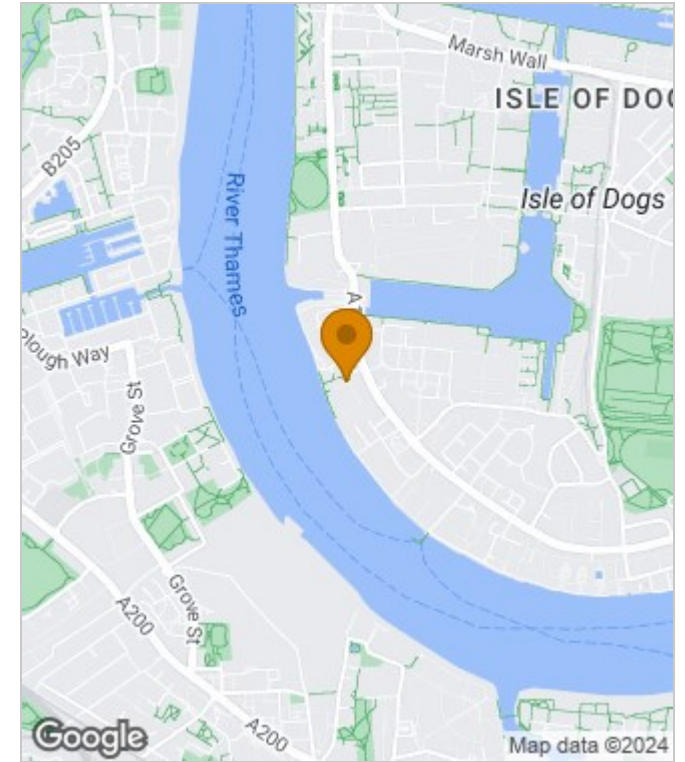 Marsh Wall
ISLE OF DOG
B205
Isle of Dogs
River Thames
A
lough Way
Grove St
Grove St
A200
A200
Google
Map data ©2024